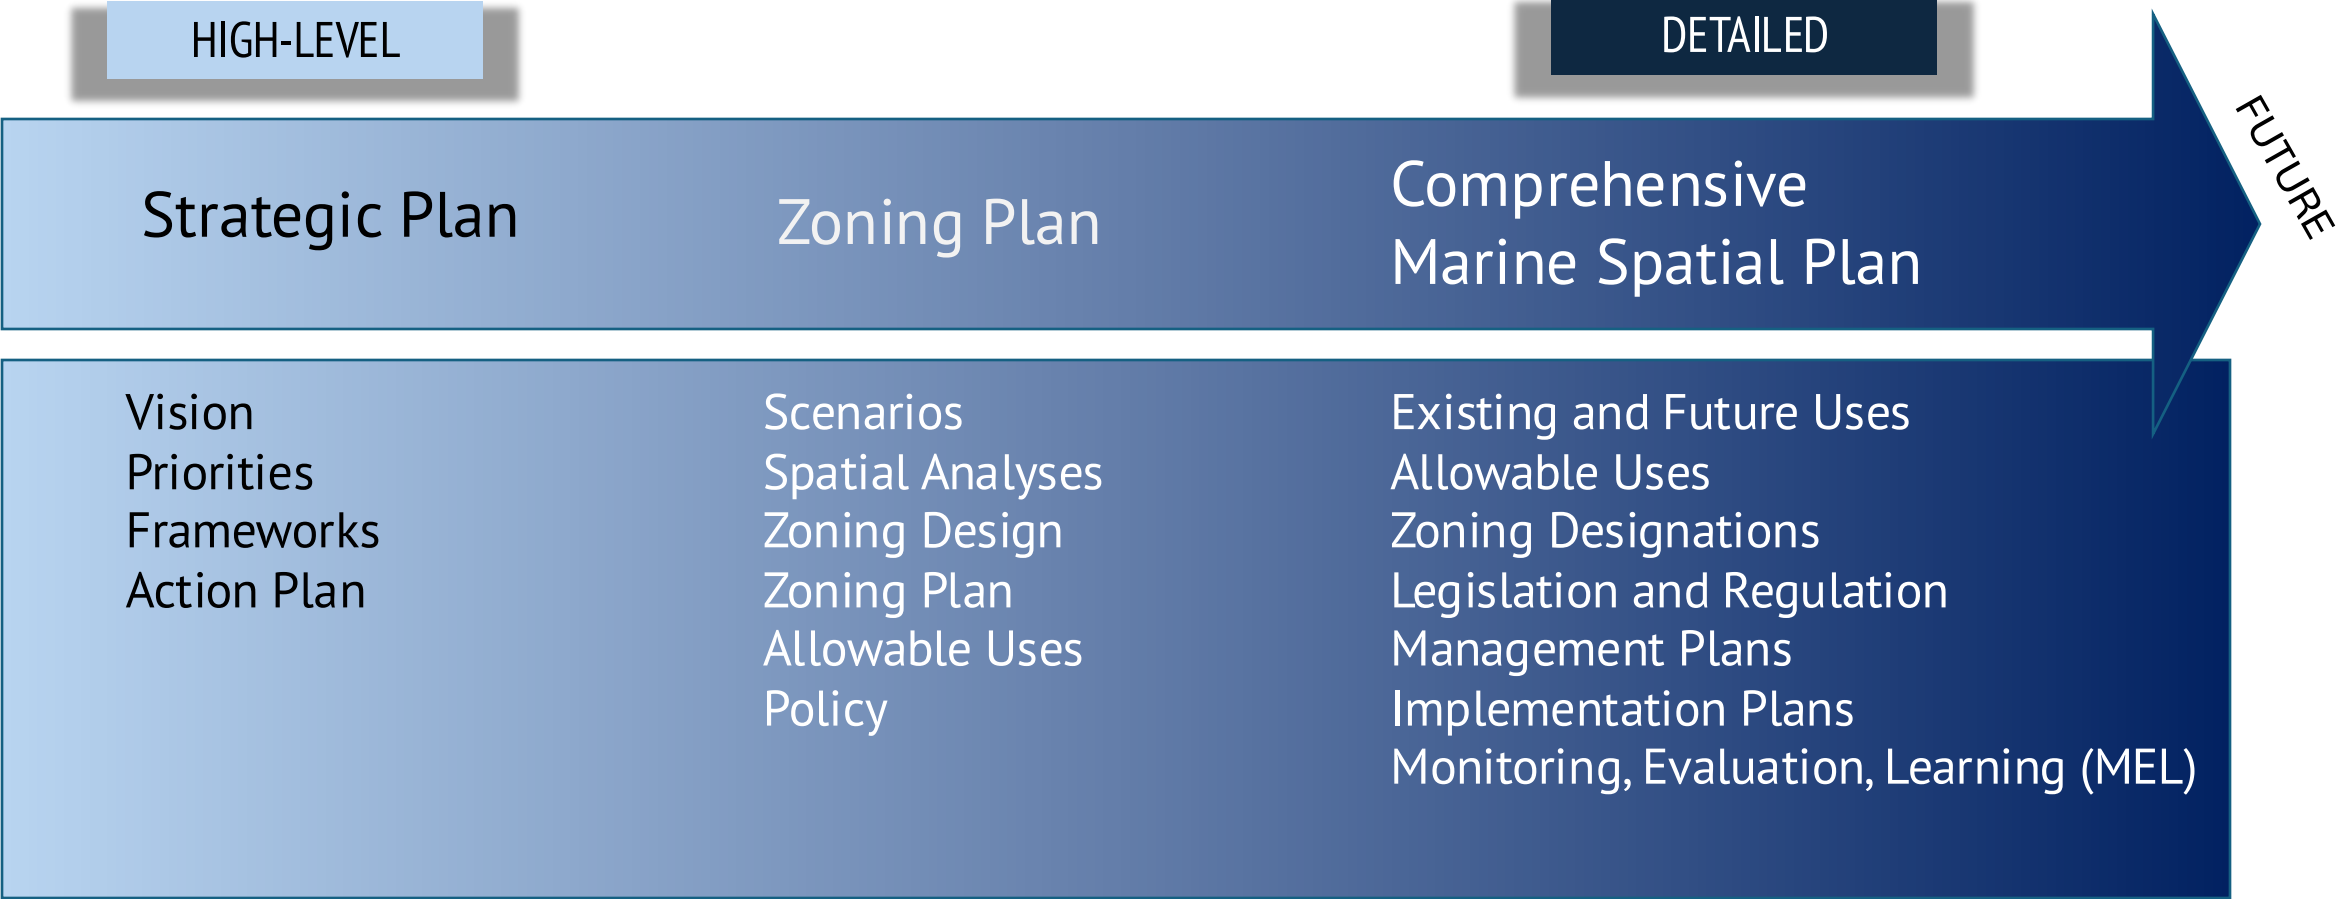 HIGH-LEVEL
DETAILED
FUTURE
Strategic Plan
Zoning Plan
Comprehensive
Marine Spatial Plan
Vision
Priorities
Frameworks
Action Plan
Scenarios
Spatial Analyses
Zoning Design
Zoning Plan
Allowable Uses
Policy
Existing and Future Uses
Allowable Uses
Zoning Designations
Legislation and Regulation
Management Plans
Implementation Plans
Monitoring, Evaluation, Learning (MEL)